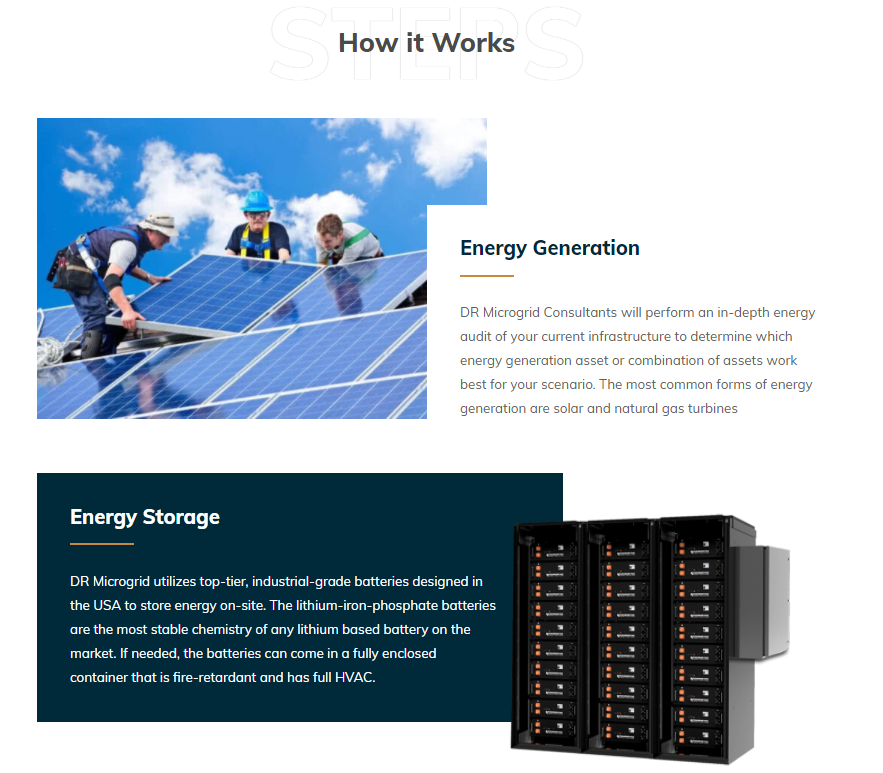 STEPS
How it Works
Energy Generation
DR Microgrid Consultants will perform an in-depth energy
audit of your current infrastructure to determine which
energy generation asset or combination of assets work
best for your scenario. The most common forms of energy
generation are solar and natural gas turbines
Energy Storage
DR Microgrid utilizes top-tier, industrial-grade batteries designed in
the USA to store energy on-site. The lithium-iron-phosphate batteries
are the most stable chemistry of any lithium based battery on the
market. If needed, the batteries can come in a fully enclosed
container that is fire-retardant and has full HVAC.